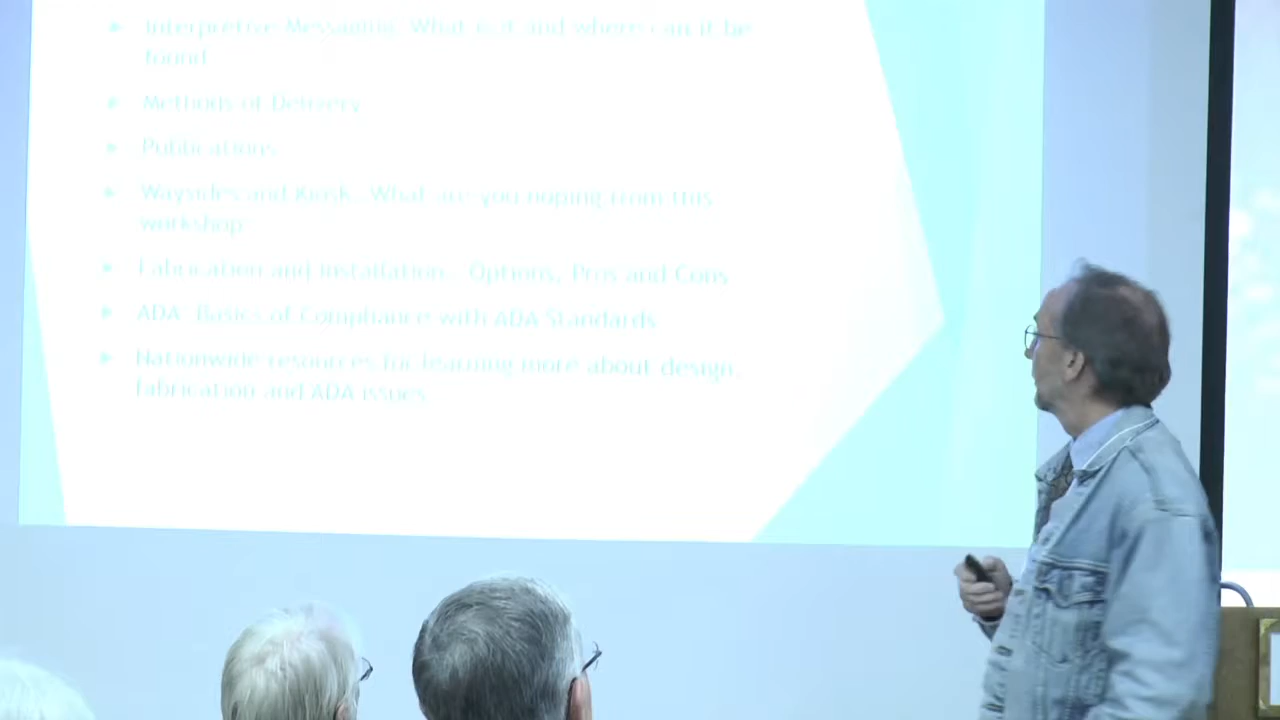 Interpretive Messaging. What is it and where can it be
found
Methods of Delivery
Publications
Waysides and Kiosk. What are you hoping from this
workshop
Fabrication and Installation. Options, Pros and Cons
ADA: Basics of Compliance with ADA Standards
Nationwide resources for learning more about design,
fabrication and ADA issues